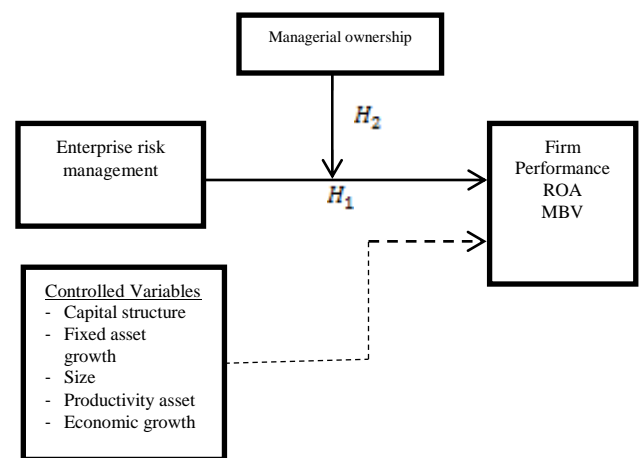 Managerial ownership
H₂
Enterprise risk
management
H₁
Firm
Performance
ROA
MBV
Controlled Variables
- Capital structure
- Fixed asset
growth
- Size
- Productivity asset
- Economic growth